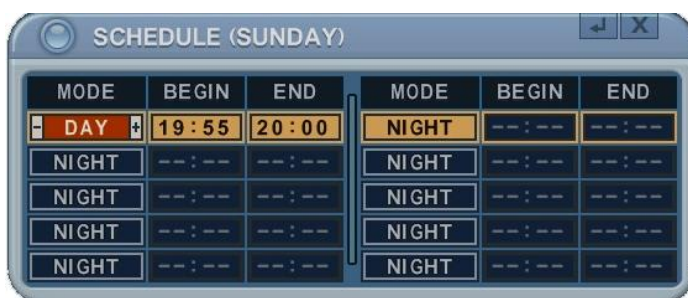 SCHEDULE (SUNDAY) X
MODE BEGIN END MODE BEGIN END
- DAY + 19:55 20:00 NIGHT --:-- --:--
NIGHT --:-- --:-- NIGHT --:-- --:--
NIGHT --:-- --:-- NIGHT --:-- --:--
NIGHT --:-- --:-- NIGHT --:-- --:--
NIGHT --:-- --:-- NIGHT --:-- --:--